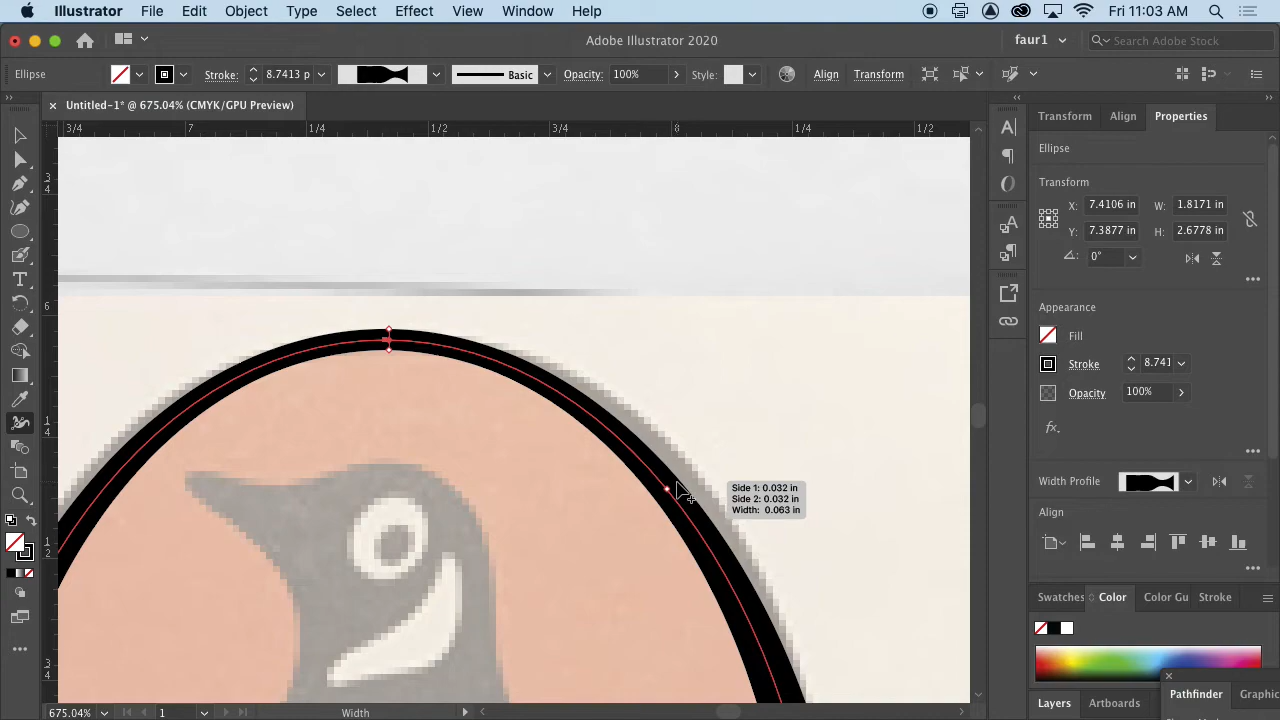 Illustrator File Edit Object Type Select Effect View Window Help Fri 11:03 AM
Adobe Illustrator 2020 faur1 Search Adobe Stock
Ellipse Stroke: 8.7413 p Basic Opacity: 100% Style: Align Transform
× Untitled-1* @ 675.04% (CMYK/GPU Preview)
3/4 7 1/4 1/2 3/4 8 1/4 1/2
Transform Align Properties
Ellipse
Transform
X: 7.4106 in W: 1.8171 in
Y: 7.3877 in H: 2.6778 in
0°
Appearance
Fill
Stroke 8.741
Opacity 100%
fx.
Side 1: 0.032 in
Side 2: 0.032 in
Width: 0.063 in
Width Profile:
Align
Swatches Color Color Gu Stroke
Layers Artboards Pathfinder Graphic
675.04% 1 Width